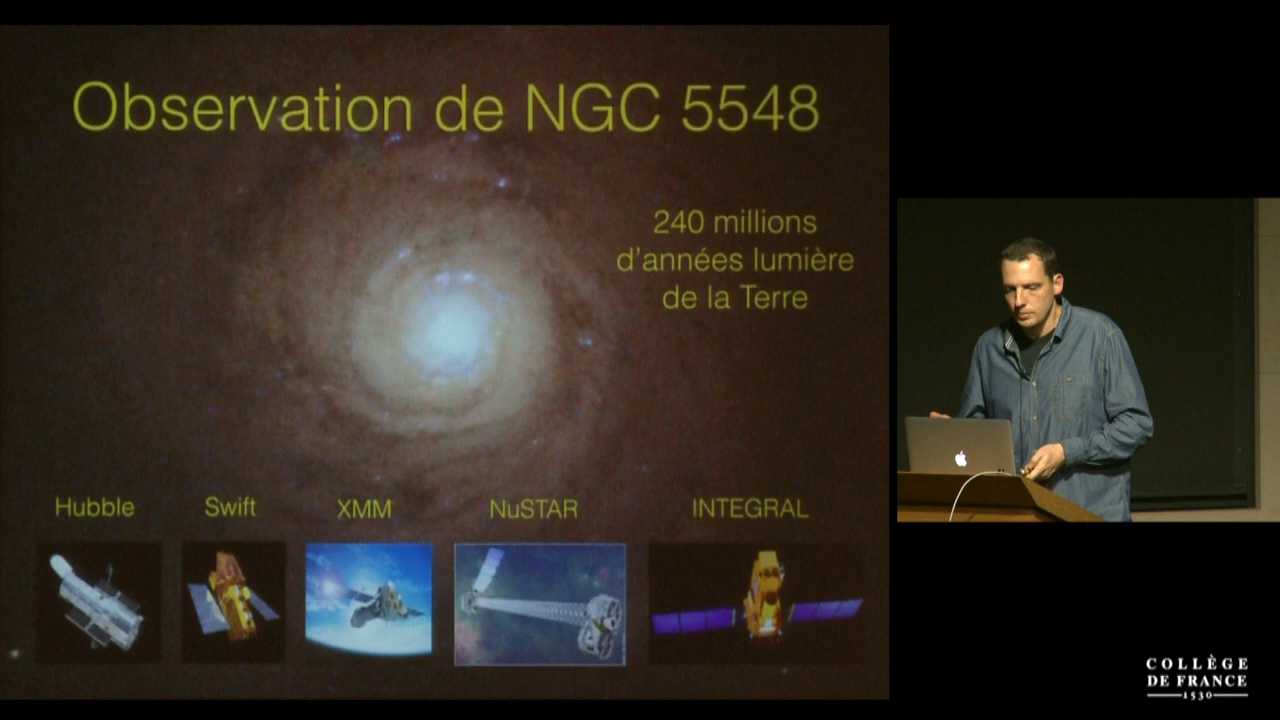 Observation de NGC 5548
240 millions
d'années lumière
de la Terre
Hubble
Swift
XMM
NuSTAR
INTEGRAL
COLLÈGE
DE FRANCE
1530